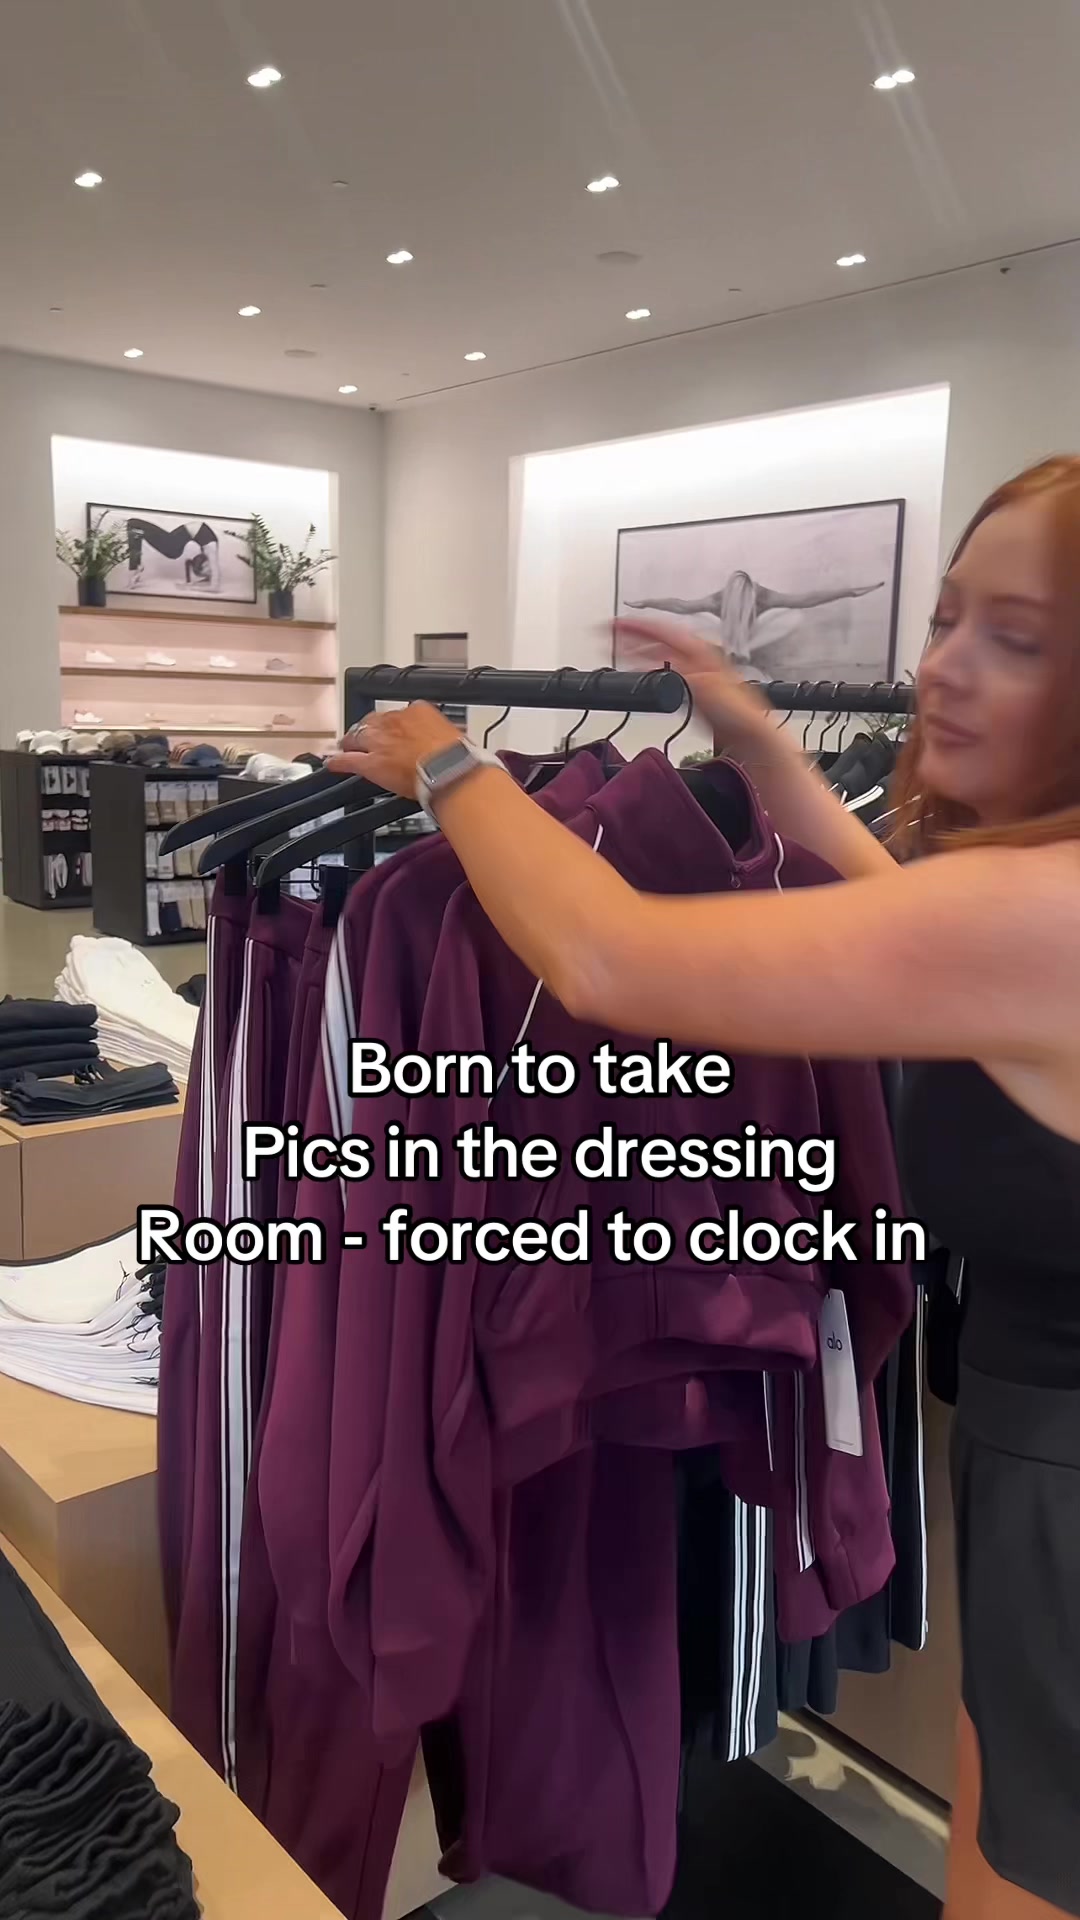 Born to take
Pics in the dressing
Room - forced to clock in
alo